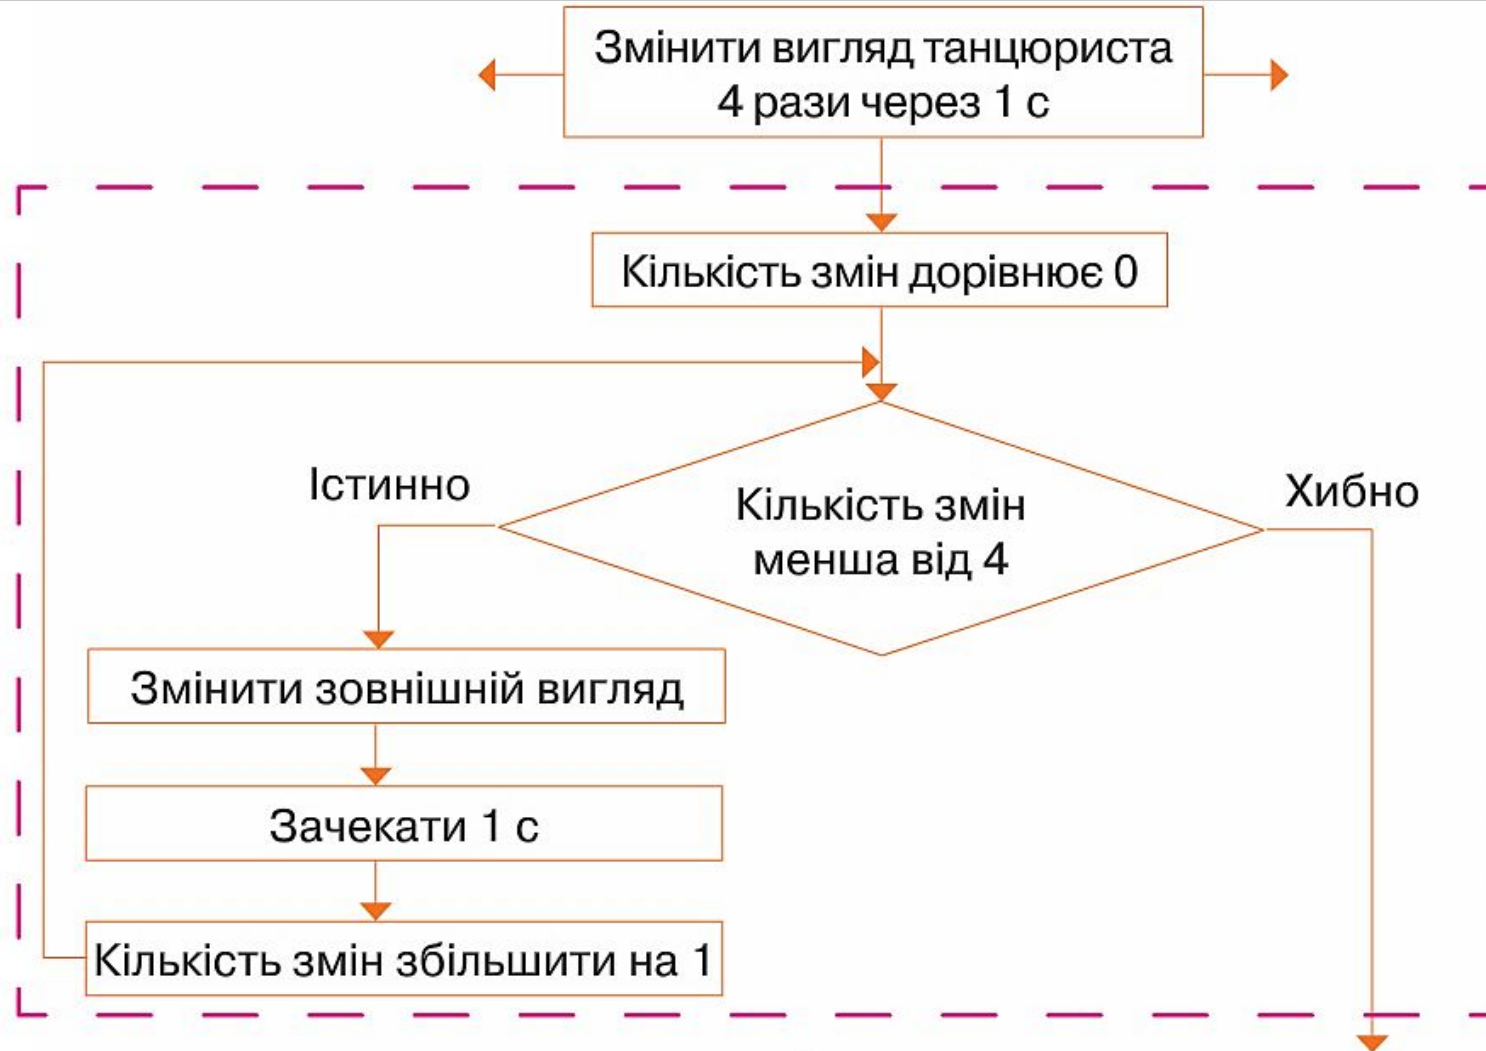 Змінити вигляд танцюриста
4 рази через 1 с
Кількість змін дорівнює 0
Істинно
Хибно
Кількість змін
менша від 4
Змінити зовнішній вигляд
Зачекати 1 с
Кількість змін збільшити на 1